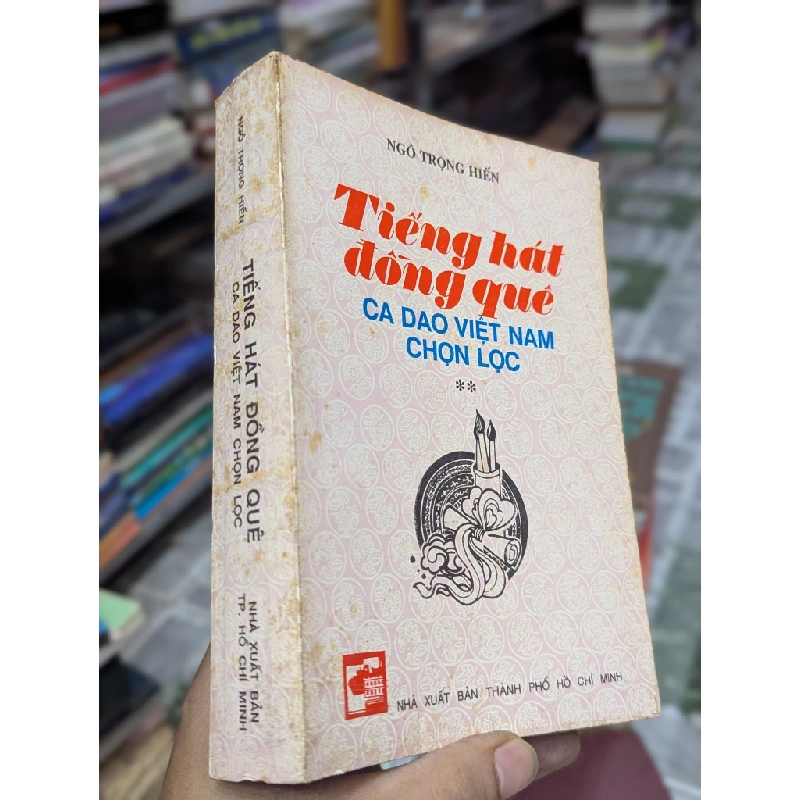 NGÔ TRỌNG HIẾN
Tiếng hát
đồng quê
CA DAO VIỆT NAM
CHỌN LỌC
**
NHÀ XUẤT BẢN THÀNH PHỐ HỒ CHÍ MINH
NGÔ TRỌNG HIẾN
TIẾNG HÁT ĐỒNG QUÊ
CA DAO VIỆT NAM CHỌN LỌC
NHÀ XUẤT BẢN
TP. HỒ CHÍ MINH